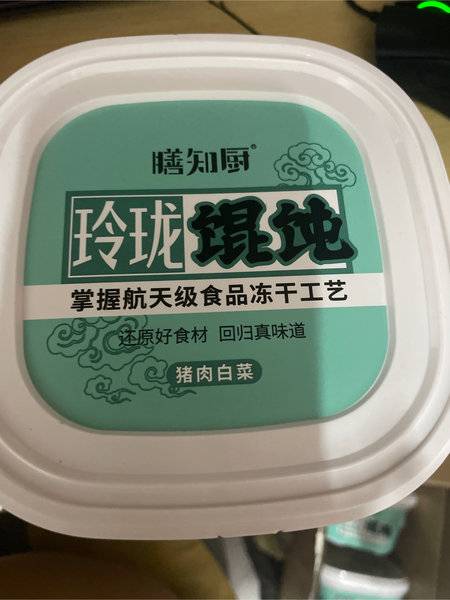 膳知厨®
玲珑馄饨
掌握航天级食品冻干工艺
还原好食材 回归真味道
猪肉白菜